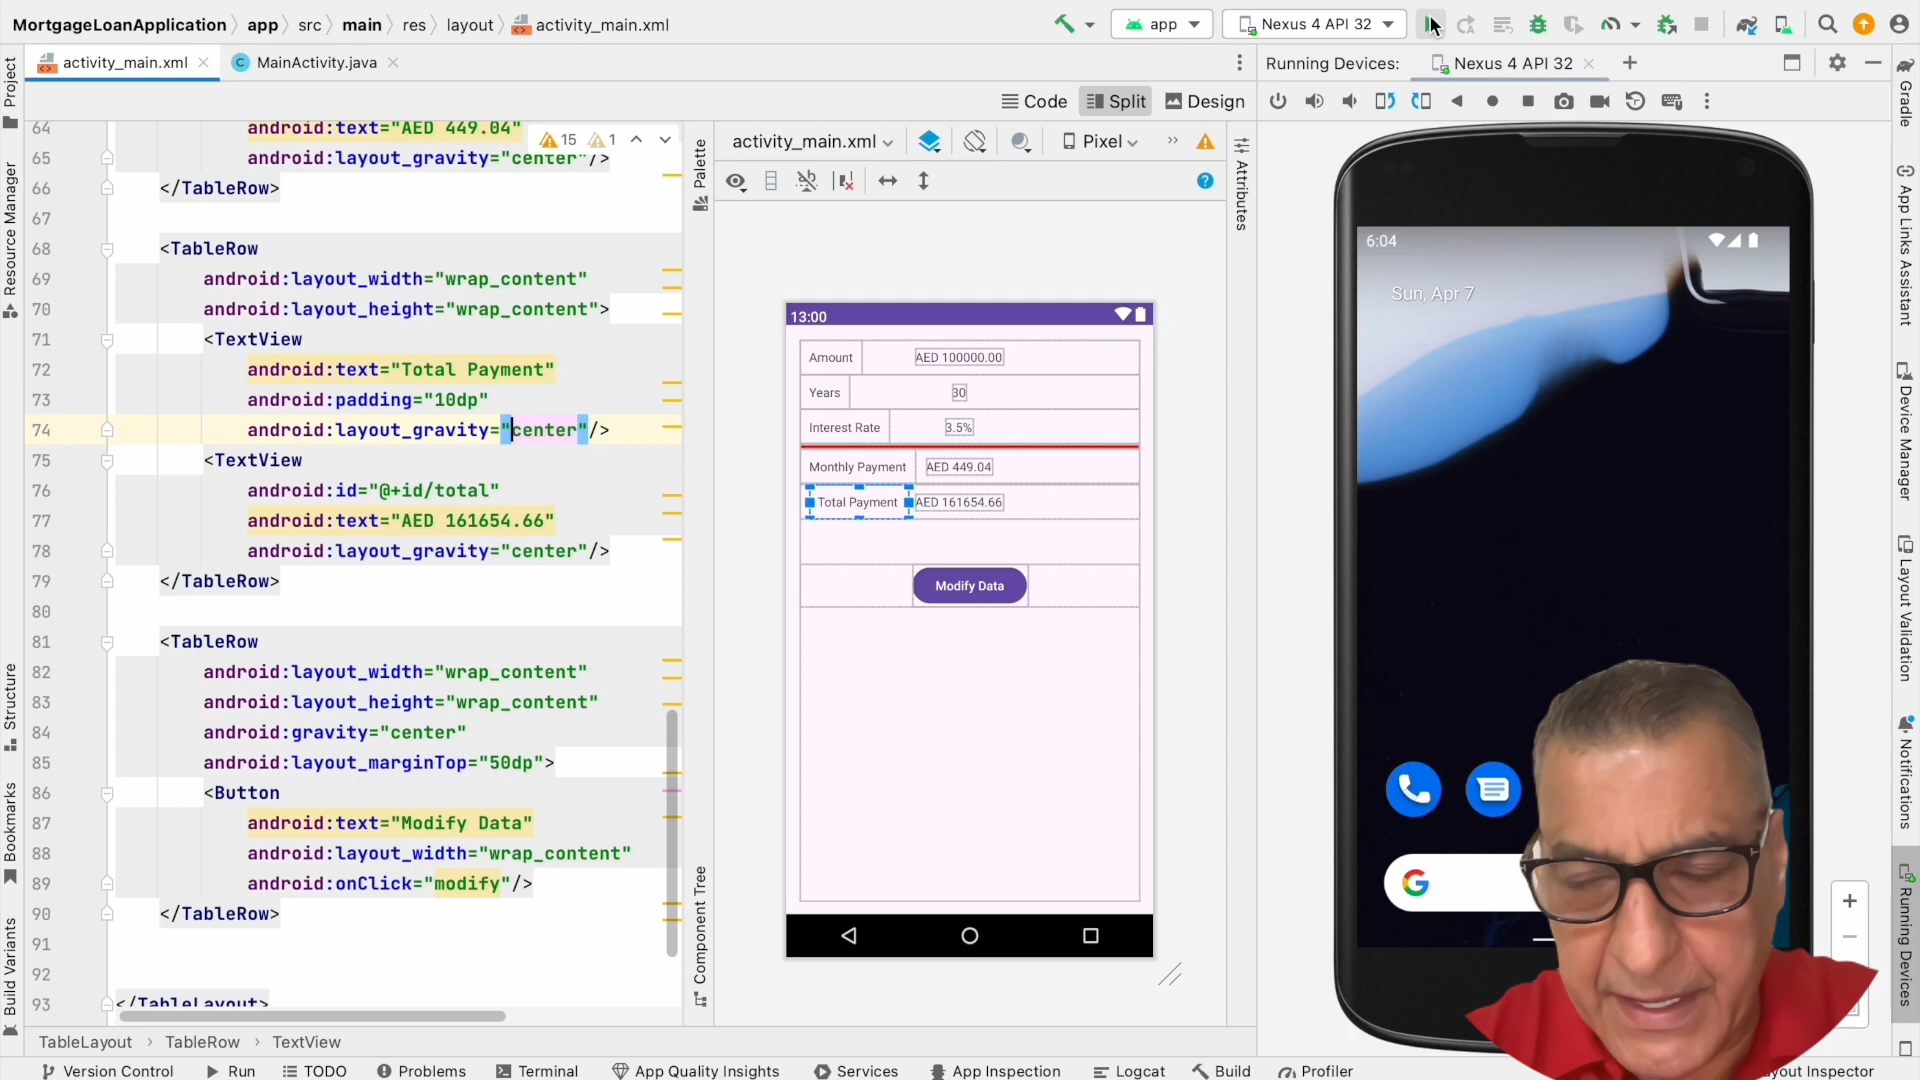 MortgageLoanApplication app src main res layout activity_main.xml
app Nexus 4 API 32
activity_main.xml MainActivity.java
Running Devices: Nexus 4 API 32
Code Split Design
Project
Resource Manager
Structure
Bookmarks
Build Variants
15 1
64 android:text="AED 449.04"
65 android:layout_gravity="center"/>
66 </TableRow>
67
68 <TableRow
69 android:layout_width="wrap_content"
70 android:layout_height="wrap_content">
71 <TextView
72 android:text="Total Payment"
73 android:padding="10dp"
74 android:layout_gravity="center"/>
75 <TextView
76 android:id="@+id/total"
77 android:text="AED 161654.66"
78 android:layout_gravity="center"/>
79 </TableRow>
80
81 <TableRow
82 android:layout_width="wrap_content"
83 android:layout_height="wrap_content"
84 android:gravity="center"
85 android:layout_marginTop="50dp">
86 <Button
87 android:text="Modify Data"
88 android:layout_width="wrap_content"
89 android:onClick="modify"/>
90 </TableRow>
91
92
93 </TableLayout>
Palette
Component Tree
activity_main.xml Pixel
Attributes
13:00
Amount AED 100000.00
Years 30
Interest Rate 3.5%
Monthly Payment AED 449.04
Total Payment AED 161654.66
Modify Data
6:04
Sun, Apr 7
Gradle
App Links Assistant
Device Manager
Layout Validation
Notifications
Running Devices
TableLayout TableRow TextView
Version Control Run TODO Problems Terminal App Quality Insights Services App Inspection Logcat Build Profiler yout Inspector